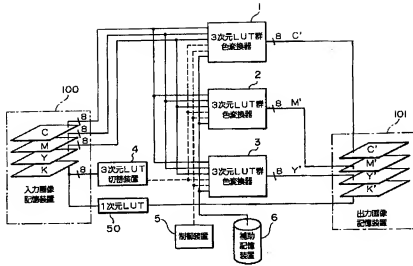 1
3次元LUT群
色変換器
8 C'
2
3次元LUT群
色変換器
8 M'
3
3次元LUT群
色変換器
8 Y'
100
8
8
8
C
M
Y
K
8
入力画像
記憶装置
4
3次元LUT
切替装置
1次元LUT
50
5
制御装置
補助
記憶装置
6
101
C'
M'
Y'
K'
出力画像
記憶装置